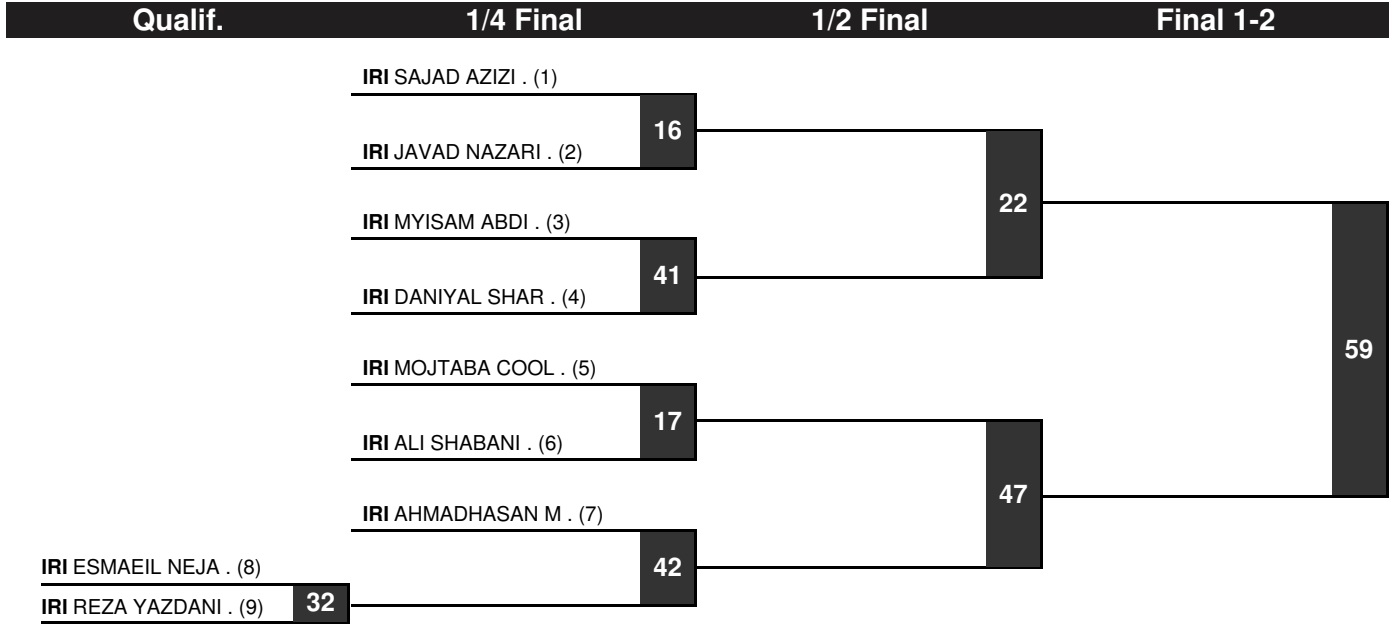 Qualif. 1/4 Final 1/2 Final Final 1-2
IRI SAJAD AZIZI . (1)
16
IRI JAVAD NAZARI . (2)
22
IRI MYISAM ABDI . (3)
41
IRI DANIYAL SHAR . (4)
59
IRI MOJTABA COOL . (5)
17
IRI ALI SHABANI . (6)
47
IRI AHMADHASAN M . (7)
IRI ESMAEIL NEJA . (8)
42
IRI REZA YAZDANI . (9) 32